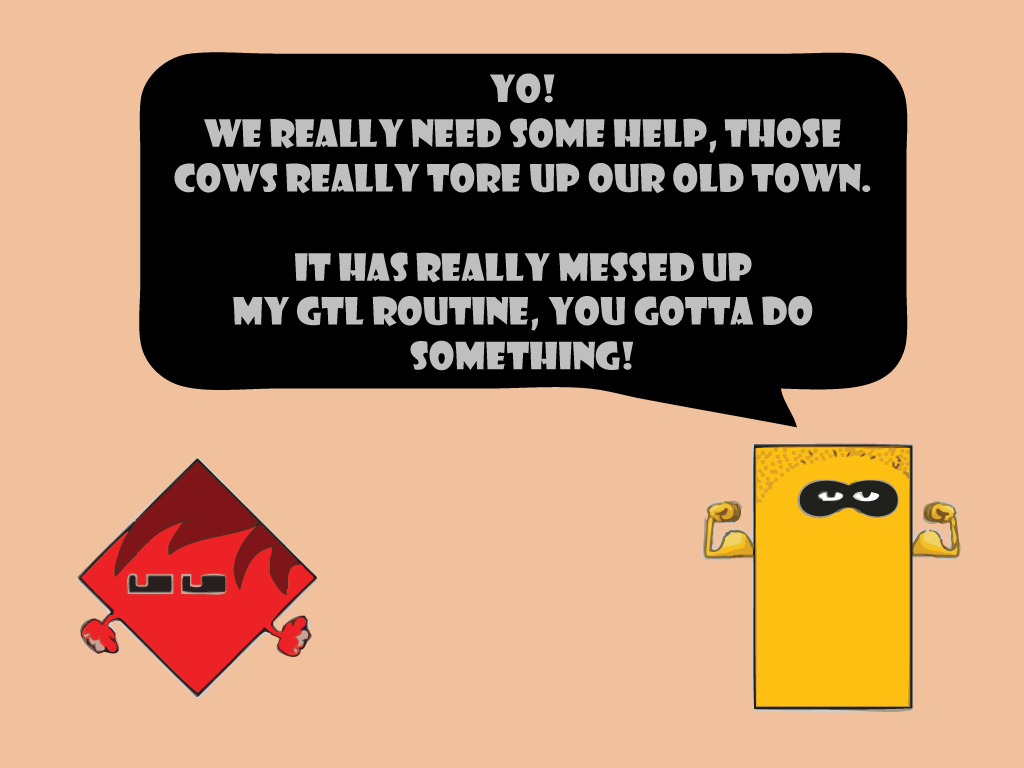 YO!
WE REALLY NEED SOME HELP, THOSE
COWS REALLY TORE UP OUR OLD TOWN.
IT HAS REALLY MESSED UP
MY GTL ROUTINE, YOU GOTTA DO
SOMETHING!